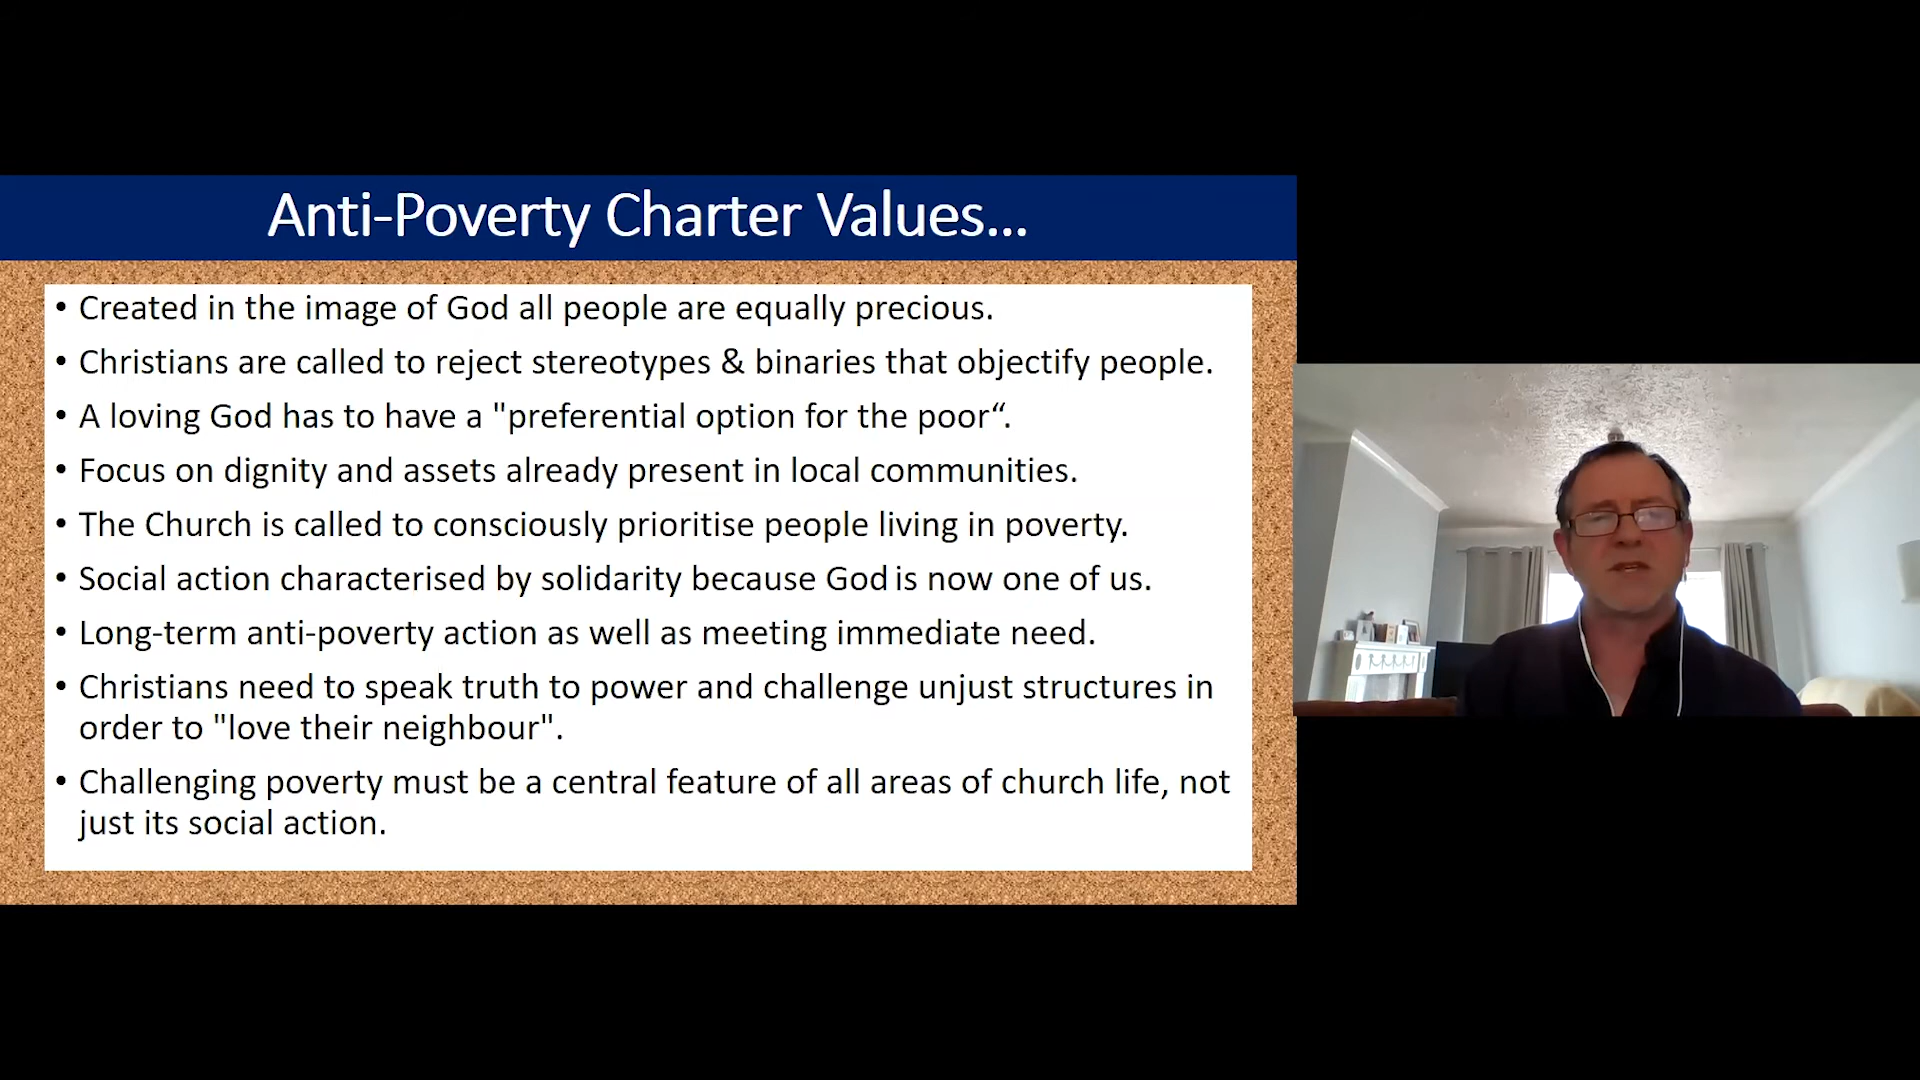 Anti-Poverty Charter Values...
• Created in the image of God all people are equally precious.
• Christians are called to reject stereotypes & binaries that objectify people.
• A loving God has to have a "preferential option for the poor“.
• Focus on dignity and assets already present in local communities.
• The Church is called to consciously prioritise people living in poverty.
• Social action characterised by solidarity because God is now one of us.
• Long-term anti-poverty action as well as meeting immediate need.
• Christians need to speak truth to power and challenge unjust structures in
order to "love their neighbour".
• Challenging poverty must be a central feature of all areas of church life, not
just its social action.